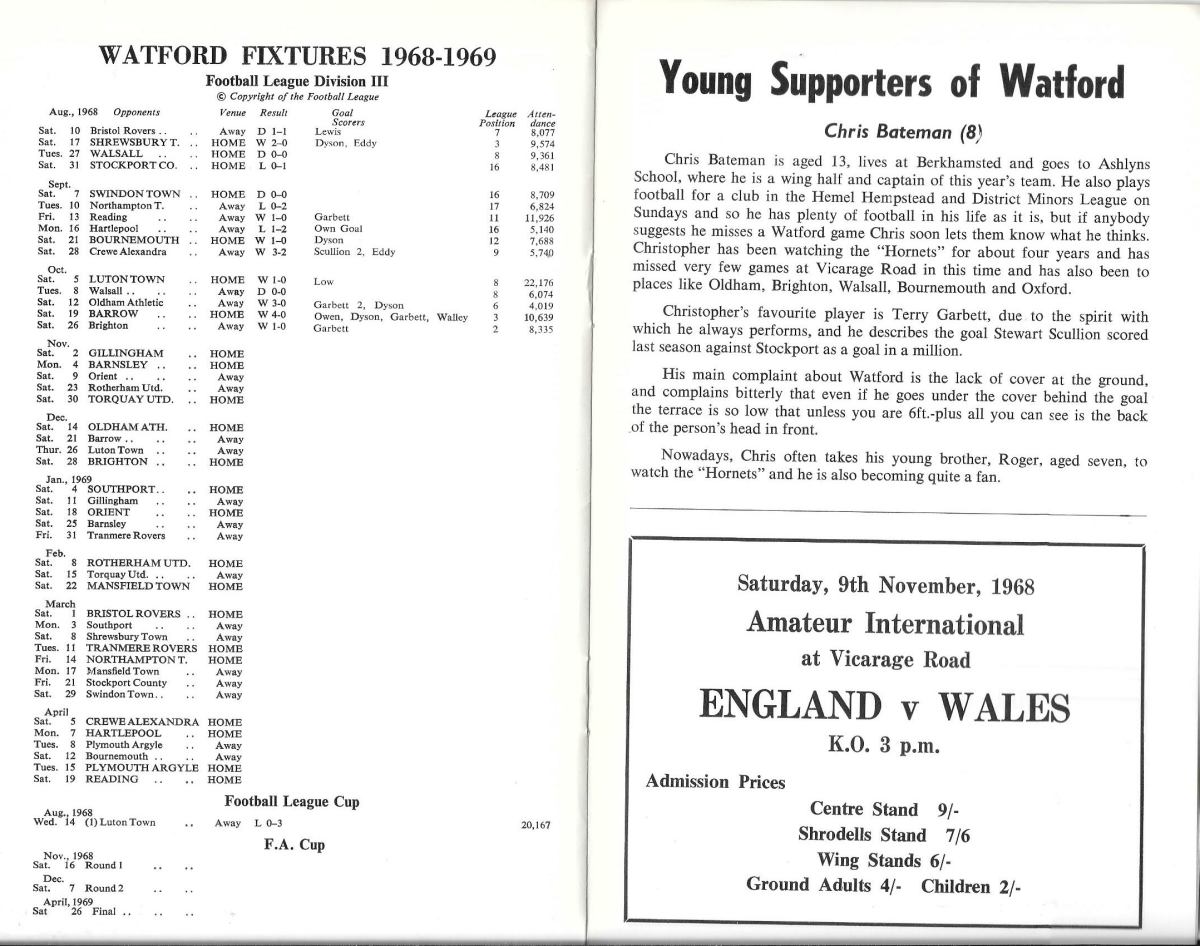 WATFORD FIXTURES 1968-1969
Football League Division III
© Copyright of the Football League
Aug., 1968 Opponents Venue Result Goal Scorers League Position Atten- dance
Sat. 10 Bristol Rovers .. .. Away D 1-1 Lewis 7 8,077
Sat. 17 SHREWSBURY T. .. HOME W 2-0 Dyson, Eddy 3 9,574
Tues. 27 WALSALL .. .. HOME D 0-0 8 9,361
Sat. 31 STOCKPORT CO. .. HOME L 0-1 16 8,481
Sept.
Sat. 7 SWINDON TOWN .. HOME D 0-0 16 8,709
Tues. 10 Northampton T. .. Away L 0-2 17 6,824
Fri. 13 Reading .. .. Away W 1-0 Garbett 11 11,926
Mon. 16 Hartlepool .. Away L 1-2 Own Goal 16 5,140
Sat. 21 BOURNEMOUTH .. HOME W 1-0 Dyson 12 7,688
Sat. 28 Crewe Alexandra .. Away W 3-2 Scullion 2, Eddy 9 5,740
Oct.
Sat. 5 LUTON TOWN .. HOME W 1-0 Low 8 22,176
Tues. 8 Walsall .. .. Away D 0-0 8 6,074
Sat. 12 Oldham Athletic .. Away W 3-0 Garbett 2, Dyson 6 4,019
Sat. 19 BARROW .. .. HOME W 4-0 Owen, Dyson, Garbett, Walley 3 10,639
Sat. 26 Brighton .. .. Away W 1-0 Garbett 2 8,335
Nov.
Sat. 2 GILLINGHAM .. HOME
Mon. 4 BARNSLEY .. .. HOME
Sat. 9 Orient .. .. .. Away
Sat. 23 Rotherham Utd. .. Away
Sat. 30 TORQUAY UTD. .. HOME
Dec.
Sat. 14 OLDHAM ATH. .. HOME
Sat. 21 Barrow .. .. .. Away
Thur. 26 Luton Town .. .. Away
Sat. 28 BRIGHTON .. .. HOME
Jan., 1969
Sat. 4 SOUTHPORT .. .. HOME
Sat. 11 Gillingham .. .. Away
Sat. 18 ORIENT .. .. HOME
Sat. 25 Barnsley .. .. Away
Fri. 31 Tranmere Rovers .. Away
Feb.
Sat. 8 ROTHERHAM UTD. HOME
Sat. 15 Torquay Utd. .. .. Away
Sat. 22 MANSFIELD TOWN HOME
March
Sat. 1 BRISTOL ROVERS .. HOME
Mon. 3 Southport .. .. Away
Sat. 8 Shrewsbury Town .. Away
Tues. 11 TRANMERE ROVERS HOME
Fri. 14 NORTHAMPTON T. HOME
Mon. 17 Mansfield Town .. Away
Fri. 21 Stockport County .. Away
Sat. 29 Swindon Town .. .. Away
April
Sat. 5 CREWE ALEXANDRA HOME
Mon. 7 HARTLEPOOL .. HOME
Tues. 8 Plymouth Argyle .. Away
Sat. 12 Bournemouth .. .. Away
Tues. 15 PLYMOUTH ARGYLE HOME
Sat. 19 READING .. .. HOME
Football League Cup
Aug., 1968
Wed. 14 (1) Luton Town .. Away L 0-3 20,167
F.A. Cup
Nov., 1968
Sat. 16 Round 1 .. ..
Dec.
Sat. 7 Round 2 .. ..
April, 1969
Sat 26 Final .. .. ..
Young Supporters of Watford
Chris Bateman (8)
Chris Bateman is aged 13, lives at Berkhamsted and goes to Ashlyns
School, where he is a wing half and captain of this year's team. He also plays
football for a club in the Hemel Hempstead and District Minors League on
Sundays and so he has plenty of football in his life as it is, but if anybody
suggests he misses a Watford game Chris soon lets them know what he thinks.
Christopher has been watching the "Hornets" for about four years and has
missed very few games at Vicarage Road in this time and has also been to
places like Oldham, Brighton, Walsall, Bournemouth and Oxford.
Christopher's favourite player is Terry Garbett, due to the spirit with
which he always performs, and he describes the goal Stewart Scullion scored
last season against Stockport as a goal in a million.
His main complaint about Watford is the lack of cover at the ground,
and complains bitterly that even if he goes under the cover behind the goal
the terrace is so low that unless you are 6ft.-plus all you can see is the back
of the person's head in front.
Nowadays, Chris often takes his young brother, Roger, aged seven, to
watch the "Hornets" and he is also becoming quite a fan.
Saturday, 9th November, 1968
Amateur International
at Vicarage Road
ENGLAND v WALES
K.O. 3 p.m.
Admission Prices
Centre Stand 9/-
Shrodells Stand 7/6
Wing Stands 6/-
Ground Adults 4/- Children 2/-